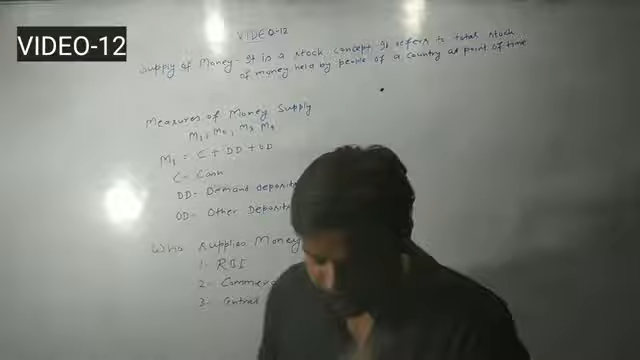 VIDEO-12
VIDEO-12
Supply of Money - It is a stock concept. It refers to total stock
of money held by people of a country at point of time
Measures of Money Supply
M1, M2, M3 M4
M1 = C + DD + OD
C- Cash
DD- Demand deposits
OD- Other Deposits
Who supplies Money
1- RBI
2- Commerc
3- Central